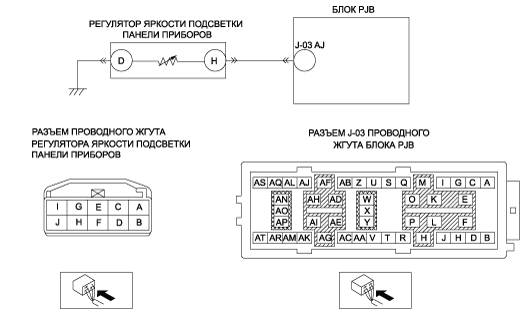 БЛОК PJB
РЕГУЛЯТОР ЯРКОСТИ ПОДСВЕТКИ
ПАНЕЛИ ПРИБОРОВ
J-03 AJ
D H
РАЗЪЕМ ПРОВОДНОГО ЖГУТА
РЕГУЛЯТОРА ЯРКОСТИ ПОДСВЕТКИ
ПАНЕЛИ ПРИБОРОВ
I G E C A
J H F D B
РАЗЪЕМ J-03 ПРОВОДНОГО
ЖГУТА БЛОКА PJB
AS AQ AL AJ AF AB Z U S Q M I G C A
AN AH AD W O K E
AO X
AP AI AE Y P L F
AT AR AM AK AG AC AA V T R H J H D B